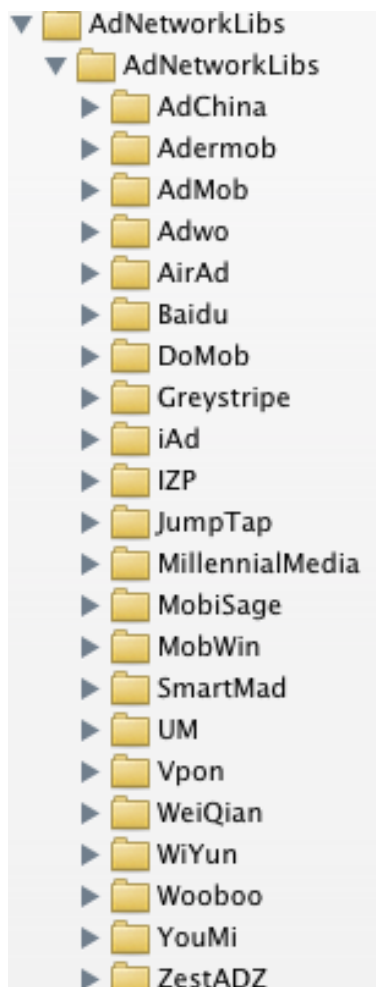 AdNetworkLibs
AdNetworkLibs
AdChina
Adermob
AdMob
Adwo
AirAd
Baidu
DoMob
Greystripe
iAd
IZP
JumpTap
MillennialMedia
MobiSage
MobWin
SmartMad
UM
Vpon
WeiQian
WiYun
Wooboo
YouMi
ZestADZ